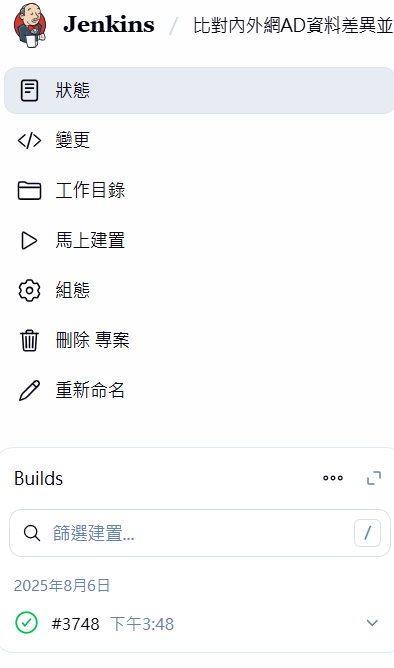 Jenkins / 比對內外網AD資料差異並
狀態
變更
工作目錄
馬上建置
組態
刪除 專案
重新命名
Builds
篩選建置... /
2025年8月6日
#3748 下午3:48